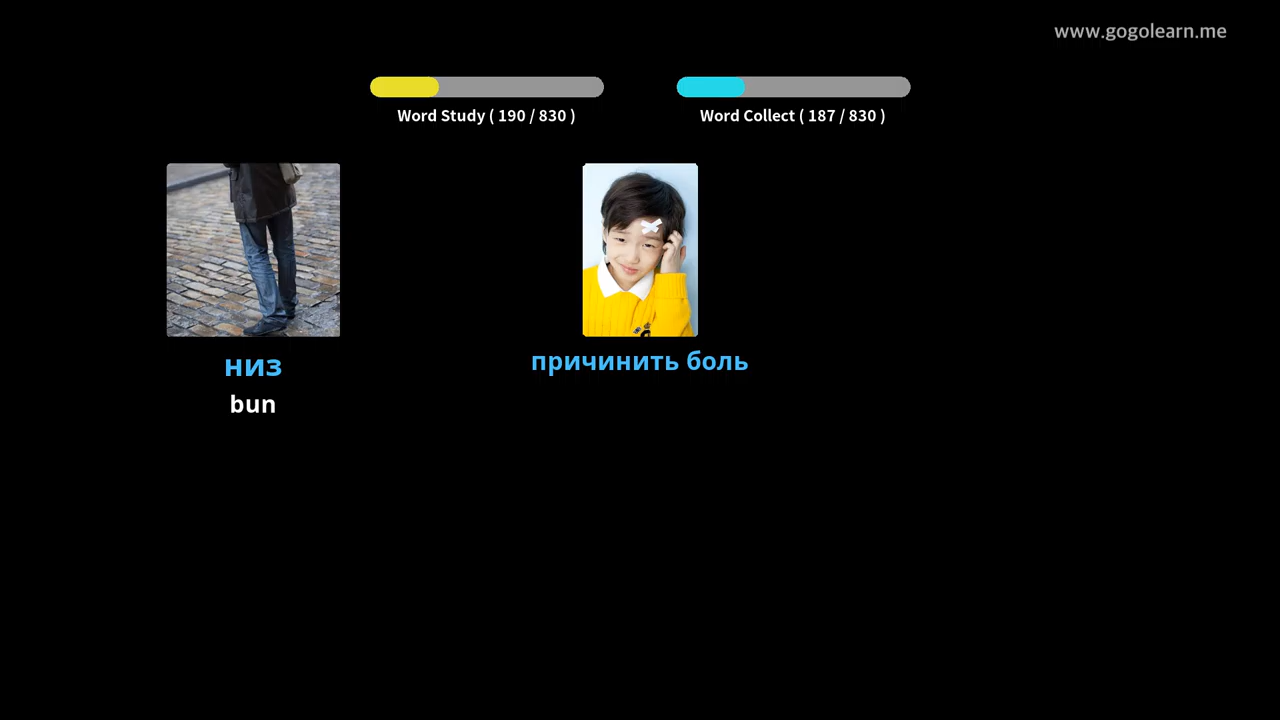 www.gogolearn.me
Word Study ( 190 / 830 )
Word Collect ( 187 / 830 )
низ
bun
причинить боль